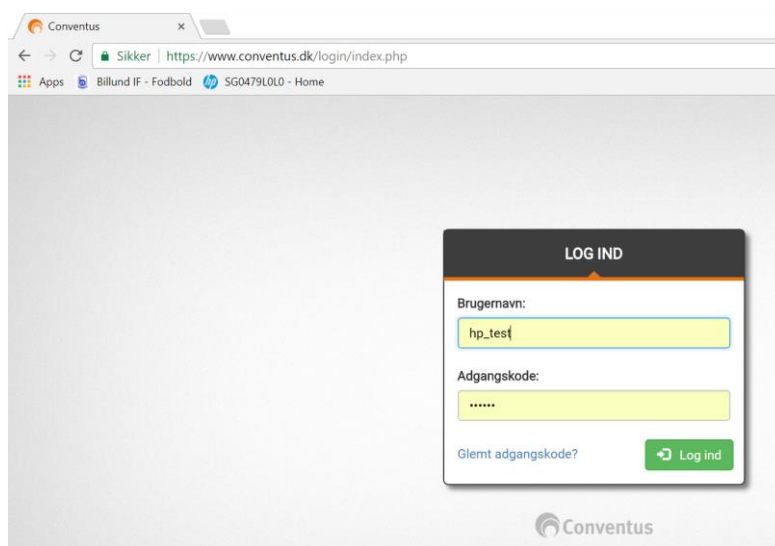 Conventus
Sikker | https://www.conventus.dk/login/index.php
Apps Billund IF - Fodbold SG0479L0L0 - Home
LOG IND
Brugernavn:
hp_test
Adgangskode:
••••••
Glemt adgangskode? Log ind
Conventus